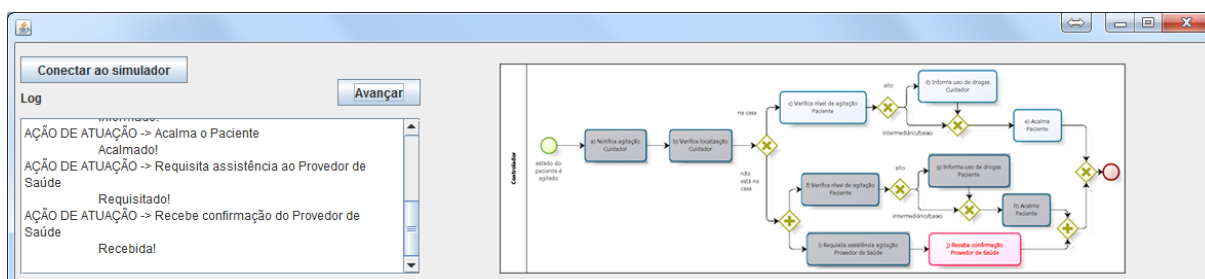 Conectar ao simulador
Log
Avançar
Informado!
AÇÃO DE ATUAÇÃO -> Acalma o Paciente
Acalmado!
AÇÃO DE ATUAÇÃO -> Requisita assistência ao Provedor de
Saúde
Requisitado!
AÇÃO DE ATUAÇÃO -> Recebe confirmação do Provedor de
Saúde
Recebida!
Controlador
estado do
paciente é
agitado
a) Notifica agitação
Cuidador
b) Verifica localização
Cuidador
na casa
não
está na
casa
c) Verifica nível de agitação
Paciente
alto
intermediário/baixo
d) Informa uso de drogas
Cuidador
e) Acalma
Paciente
f) Verifica nível de agitação
Paciente
alto
intermediário/baixo
g) Informa uso de drogas
Paciente
h) Acalma
Paciente
i) Requisita assistência agitação
Provedor de Saúde
j) Recebe confirmação
Provedor de Saúde